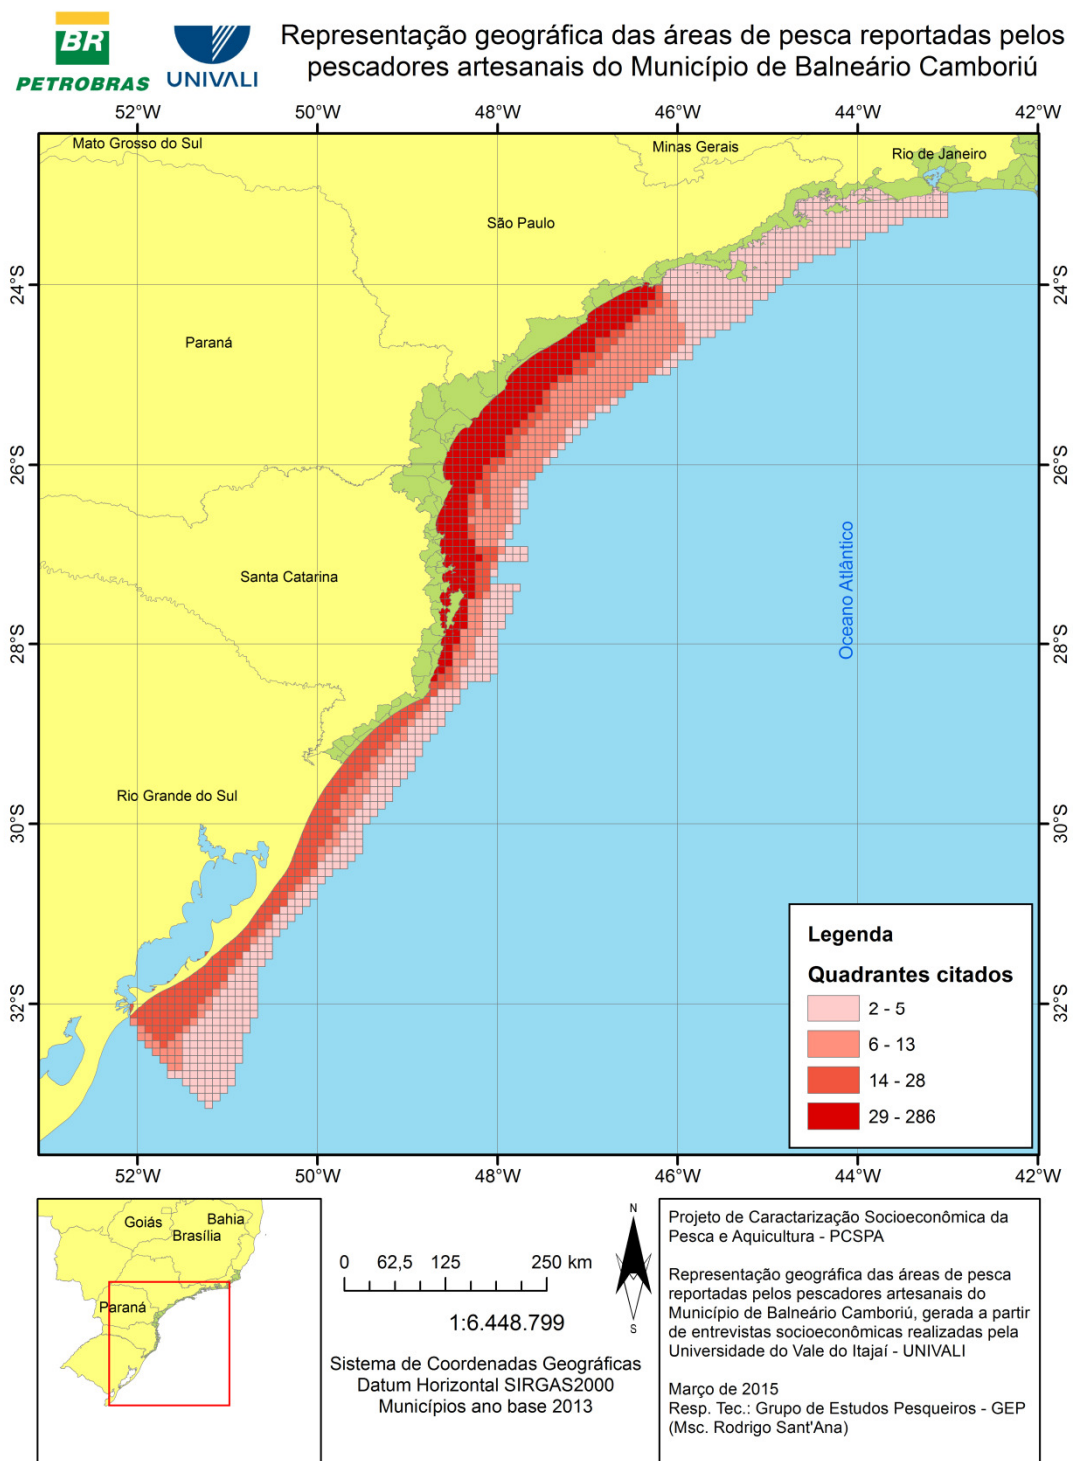 BR
PETROBRAS
UNIVALI
Representação geográfica das áreas de pesca reportadas pelos
pescadores artesanais do Município de Balneário Camboriú
52°W 50°W 48°W 46°W 44°W 42°W
Mato Grosso do Sul
Minas Gerais
Rio de Janeiro
São Paulo
24°S 24°S
Paraná
26°S 26°S
Oceano Atlântico
Santa Catarina
28°S 28°S
Rio Grande do Sul
30°S 30°S
Legenda
Quadrantes citados
32°S 32°S
2 - 5
6 - 13
14 - 28
29 - 286
52°W 50°W 48°W 46°W 44°W 42°W
Goiás
Bahia
Brasília
Paraná
0 62,5 125 250 km
1:6.448.799
N
S
Sistema de Coordenadas Geográficas
Datum Horizontal SIRGAS2000
Municípios ano base 2013
Projeto de Caractarização Socioeconômica da
Pesca e Aquicultura - PCSPA
Representação geográfica das áreas de pesca
reportadas pelos pescadores artesanais do
Município de Balneário Camboriú, gerada a partir
de entrevistas socioeconômicas realizadas pela
Universidade do Vale do Itajaí - UNIVALI
Março de 2015
Resp. Tec.: Grupo de Estudos Pesqueiros - GEP
(Msc. Rodrigo Sant'Ana)